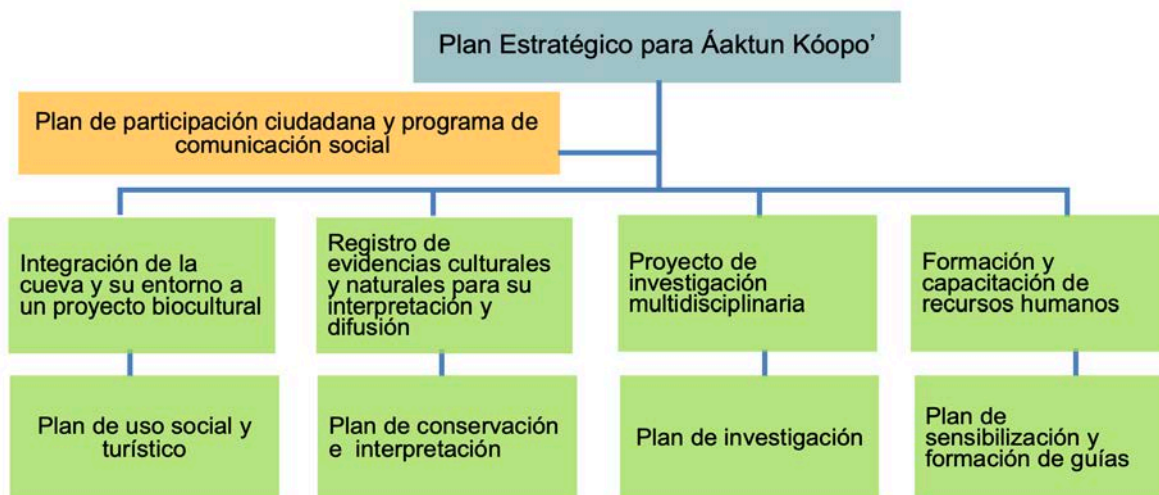 Plan Estratégico para Áaktun Kóopo’
Plan de participación ciudadana y programa de
comunicación social
Integración de la
cueva y su entorno a
un proyecto biocultural
Registro de
evidencias culturales
y naturales para su
interpretación y
difusión
Proyecto de
investigación
multidisciplinaria
Formación y
capacitación de
recursos humanos
Plan de uso social y
turístico
Plan de conservación
e interpretación
Plan de investigación
Plan de
sensibilización y
formación de guías